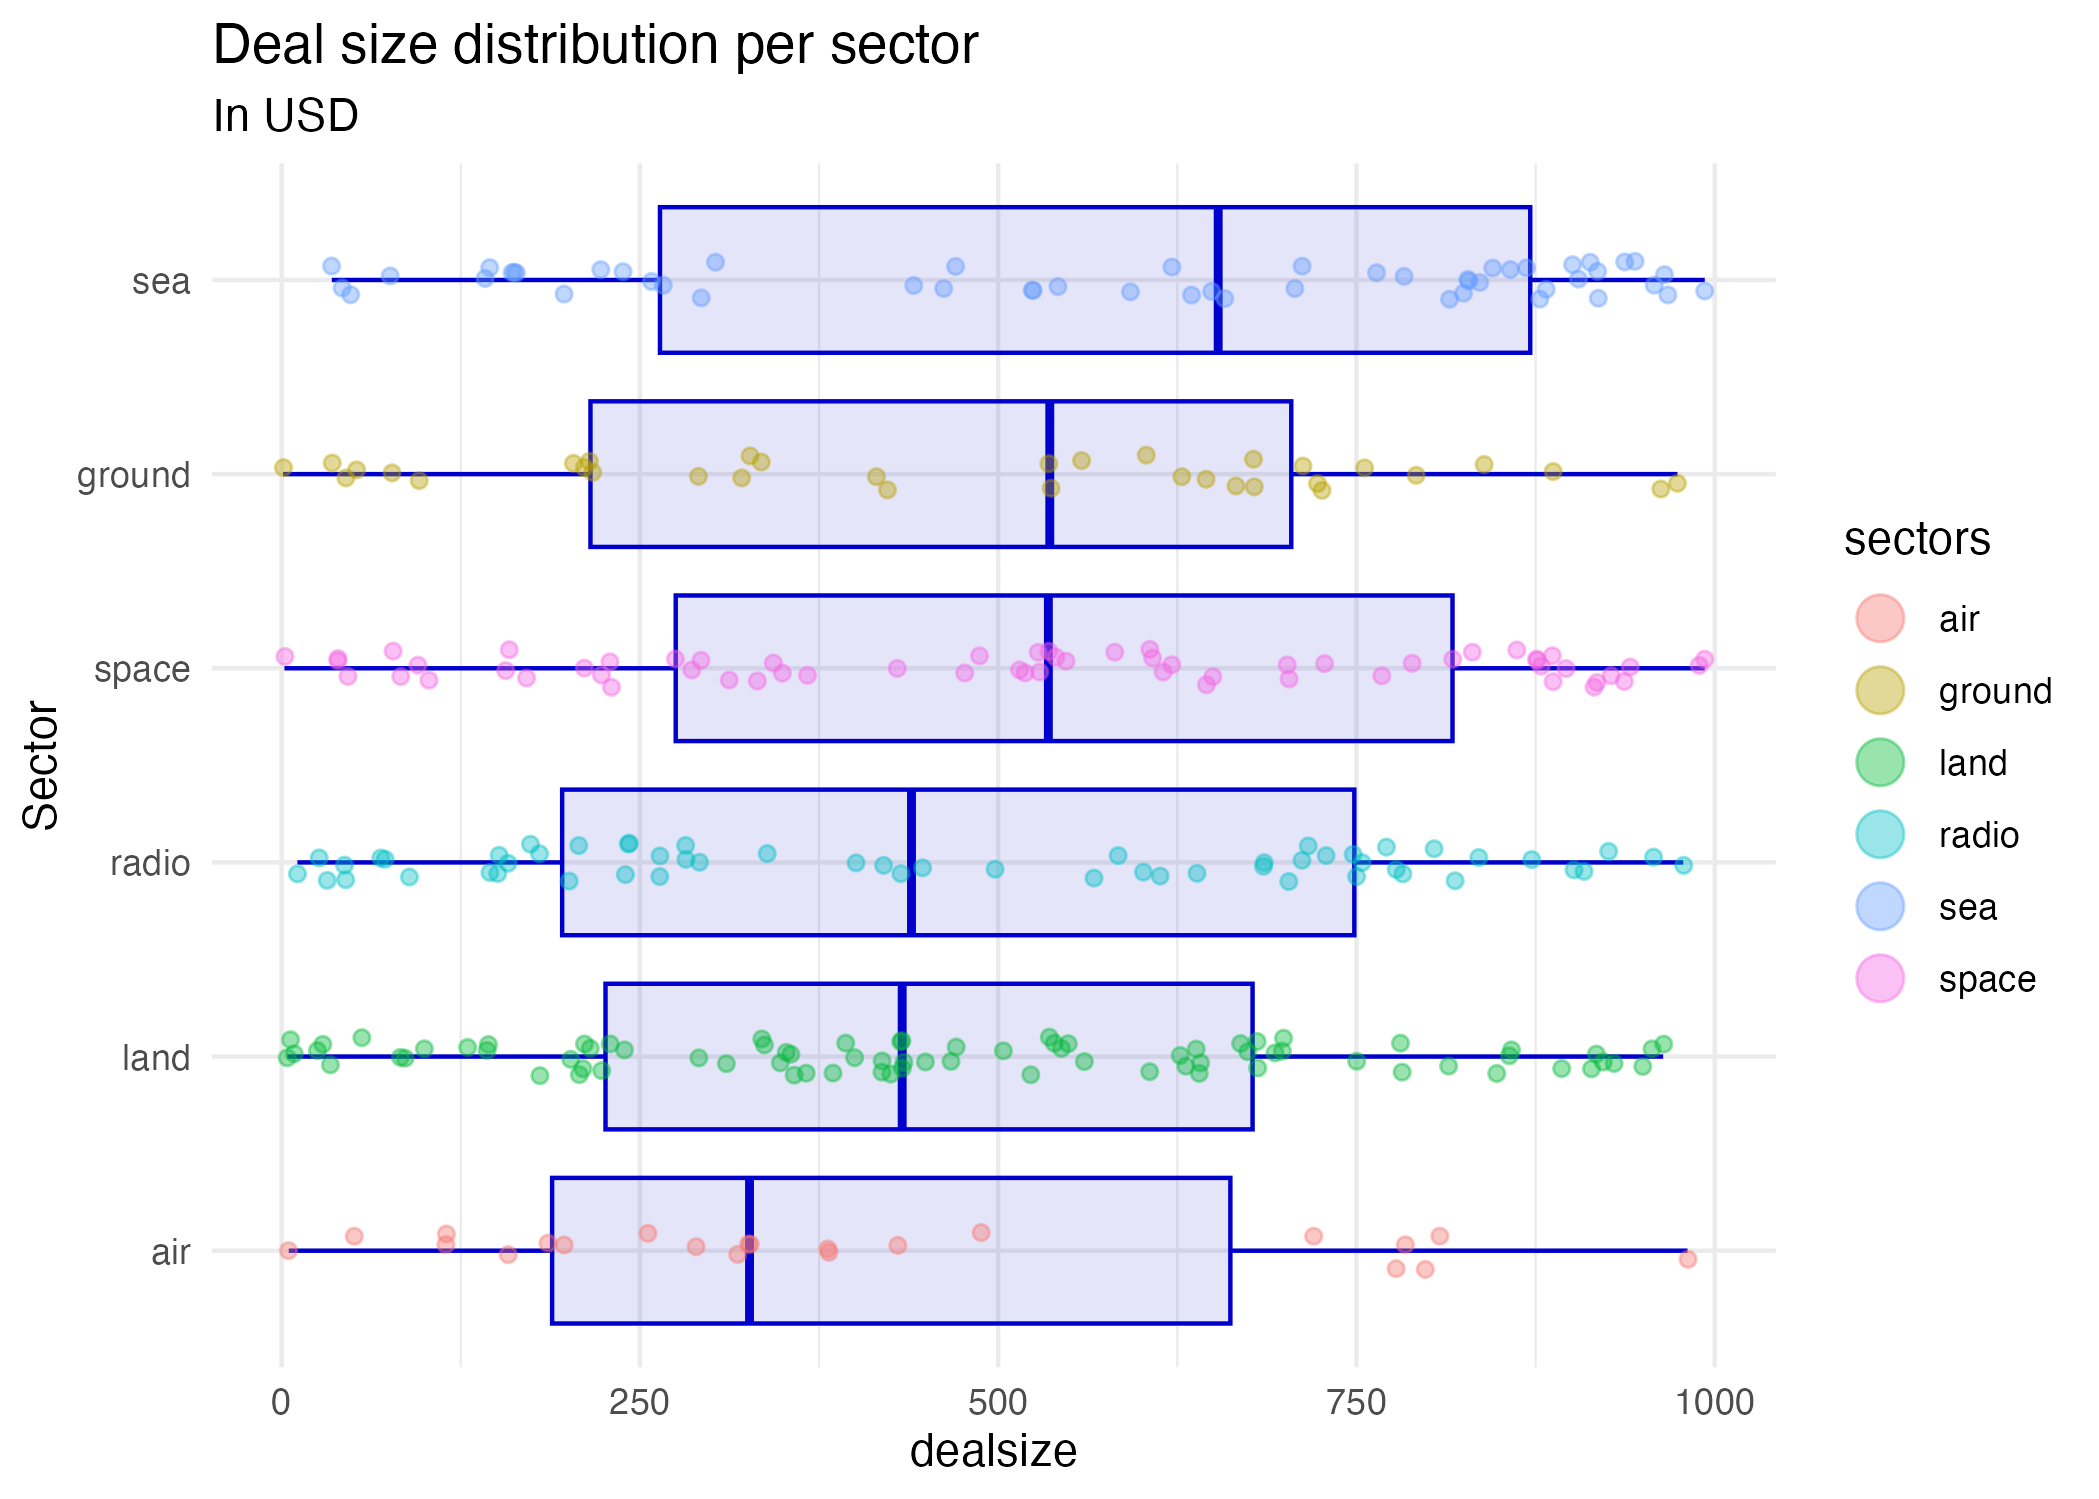 Deal size distribution per sector
In USD
Sector
sea
ground
space
radio
land
air
0 250 500 750 1000
dealsize
sectors
air
ground
land
radio
sea
space